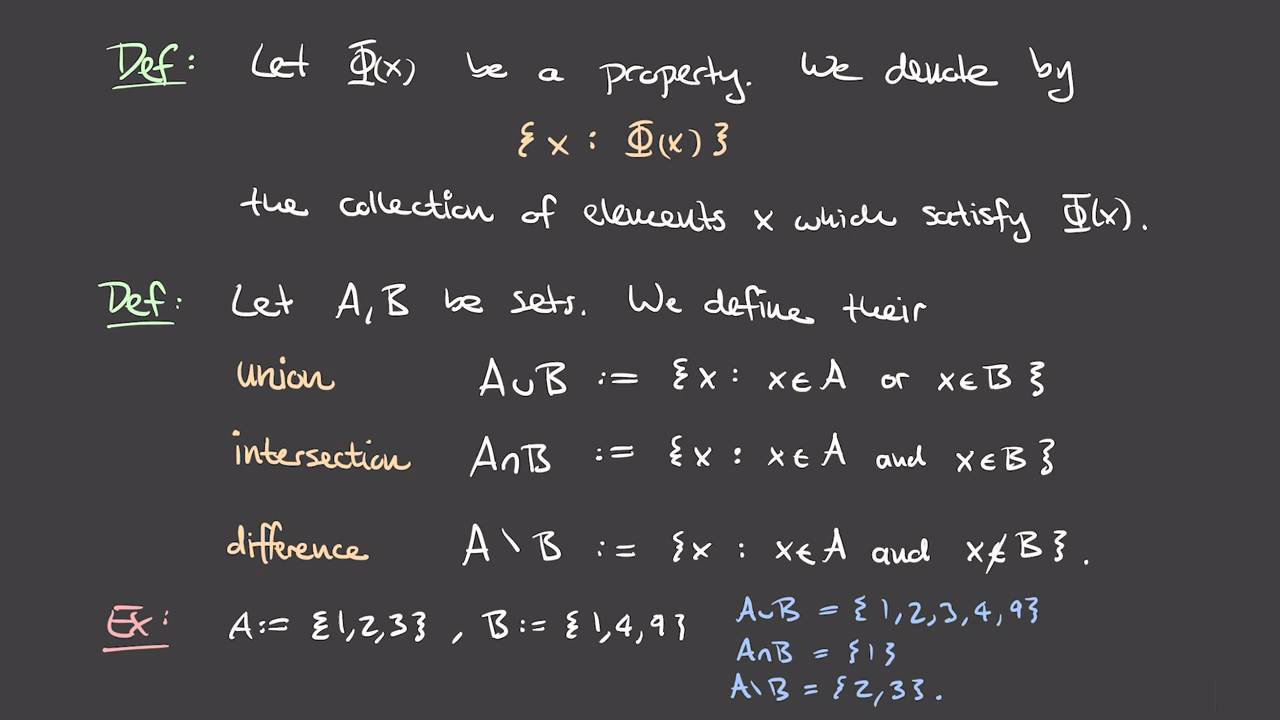 Def: Let Φ(x) be a property. We denote by
{ x : Φ(x) }
the collection of elements x which satisfy Φ(x).
Def: Let A, B be sets. We define their
union A∪B := { x : x∈A or x∈B }
intersection A∩B := { x : x∈A and x∈B }
difference A \ B := { x : x∈A and x∉B } .
Ex: A := {1,2,3} , B := {1,4,9}
A∪B = { 1,2,3,4,9}
A∩B = {1}
A\B = {2,3}.